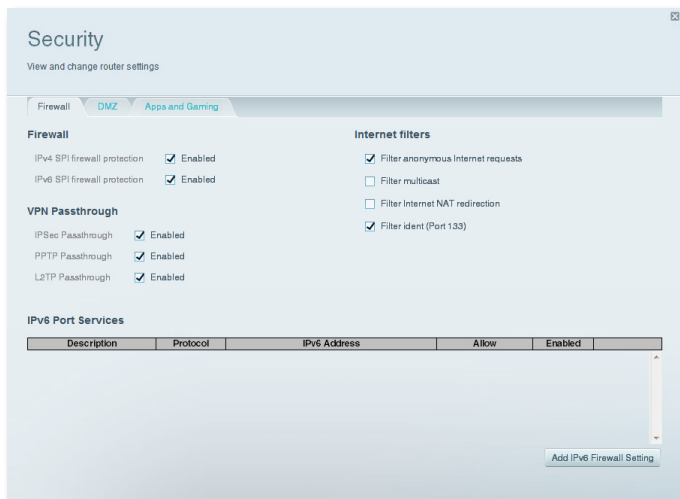 Security
View and change router settings
Firewall
DMZ
Apps and Gaming
Firewall
IPv4 SPI firewall protection
Enabled
IPv6 SPI firewall protection
Enabled
VPN Passthrough
IPSec Passthrough
Enabled
PPTP Passthrough
Enabled
L2TP Passthrough
Enabled
Internet filters
Filter anonymous Internet requests
Filter multicast
Filter Internet NAT redirection
Filter ident (Port 133)
IPv6 Port Services
Description
Protocol
IPv6 Address
Allow
Enabled
Add IPv6 Firewall Setting